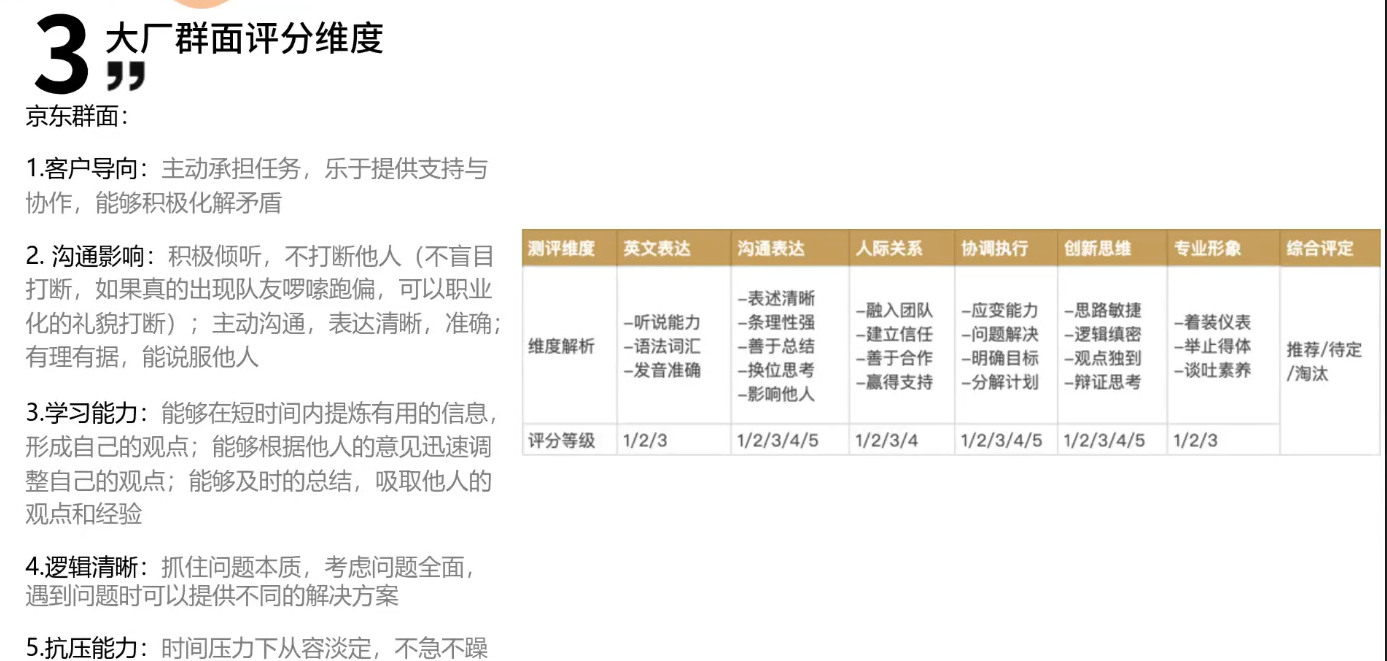 3
大厂群面评分维度
京东群面：
1.客户导向：主动承担任务，乐于提供支持与
协作，能够积极化解矛盾
2. 沟通影响：积极倾听，不打断他人（不盲目
打断，如果真的出现队友啰嗦跑偏，可以职业
化的礼貌打断）；主动沟通，表达清晰，准确；
有理有据，能说服他人
3.学习能力：能够在短时间内提炼有用的信息，
形成自己的观点；能够根据他人的意见迅速调
整自己的观点；能够及时的总结，吸取他人的
观点和经验
4.逻辑清晰：抓住问题本质，考虑问题全面，
遇到问题时可以提供不同的解决方案
5.抗压能力：时间压力下从容淡定，不急不躁
测评维度 英文表达 沟通表达 人际关系 协调执行 创新思维 专业形象 综合评定
维度解析
–听说能力
–语法词汇
–发音准确
–表述清晰
–条理性强
–善于总结
–换位思考
–影响他人
–融入团队
–建立信任
–善于合作
–赢得支持
–应变能力
–问题解决
–明确目标
–分解计划
–思路敏捷
–逻辑缜密
–观点独到
–辩证思考
–着装仪表
–举止得体
–谈吐素养
推荐/待定
/淘汰
评分等级 1/2/3 1/2/3/4/5 1/2/3/4 1/2/3/4/5 1/2/3/4/5 1/2/3